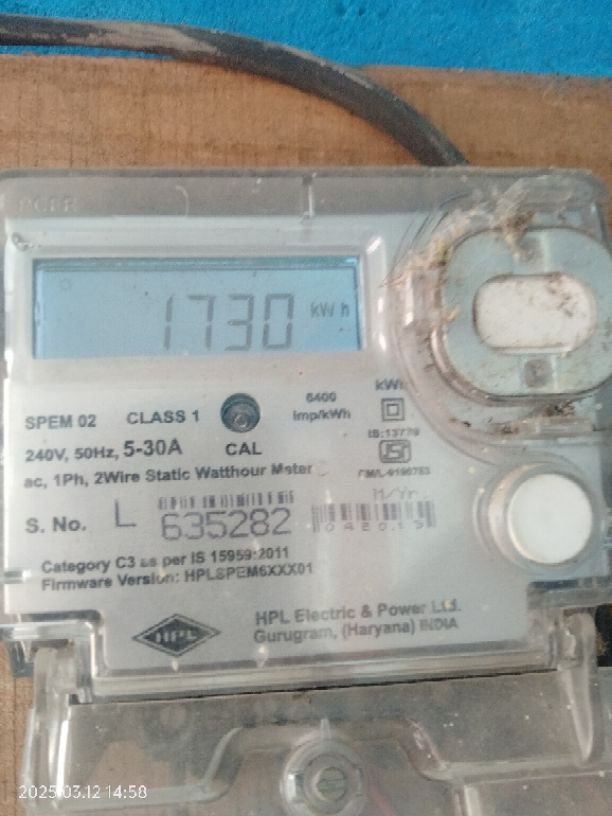 1730 kWh
SPEM 02 CLASS 1
6400 imp/kWh
240V, 50Hz, 5-30A CAL
IS:13779
ac, 1Ph, 2Wire Static Watthour Meter
M/Yr.
S. No. L 635282
Category C3 as per IS 15959:2011
Firmware Version: HPLSPEM6XXX01
HPL
HPL Electric & Power Ltd.
Gurugram, (Haryana) INDIA
2025.03.12 14:58